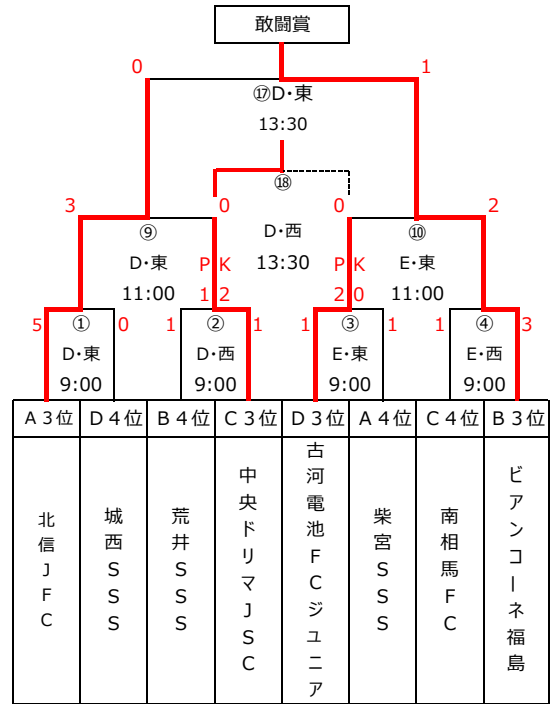 敢闘賞
0 1
⑰D・東
13:30
⑱
3 0 0 2
⑨ D・西 ⑩
D・東 PK 13:30 PK E・東
11:00 12 20 11:00
5 ① 0 1 ② 1 1 ③ 1 1 ④ 3
D・東 D・西 E・東 E・西
9:00 9:00 9:00 9:00
A3位 D4位 B4位 C3位 D3位 A4位 C4位 B3位
北信JFC
城西SSS
荒井SSS
中央ドリマJSC
古河電池FCジュニア
柴宮SSS
南相馬FC
ビアンコーネ福島